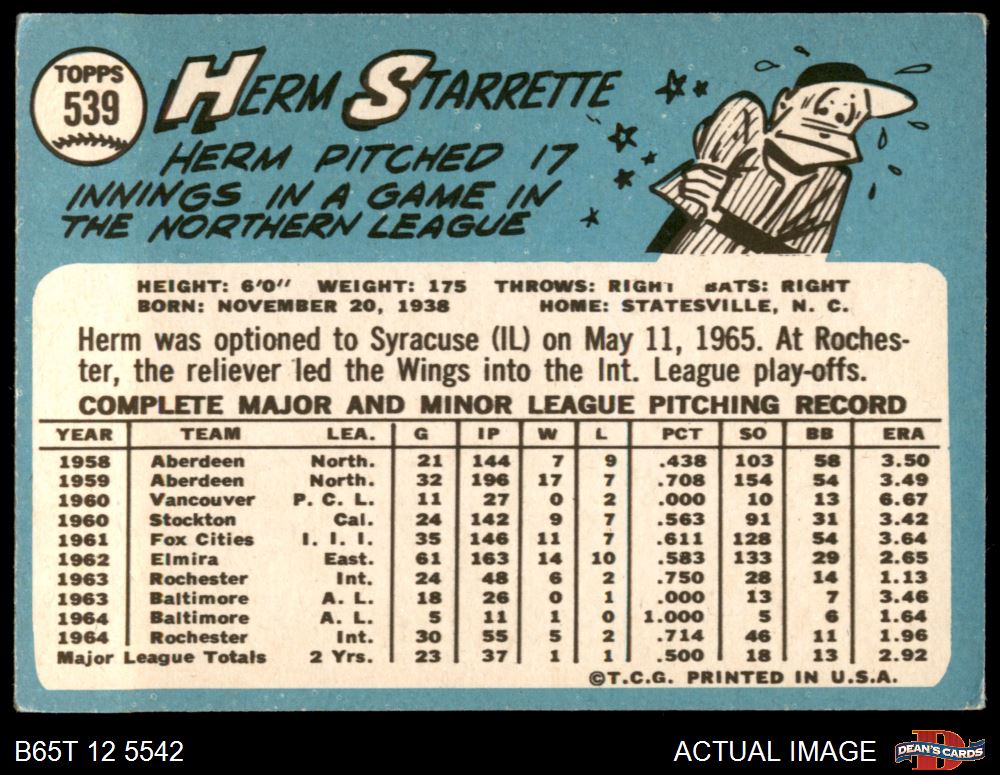 TOPPS
539
HERM STARRETTE
HERM PITCHED 17
INNINGS IN A GAME IN
THE NORTHERN LEAGUE
HEIGHT: 6'0" WEIGHT: 175 THROWS: RIGHT BATS: RIGHT
BORN: NOVEMBER 20, 1938 HOME: STATESVILLE, N. C.
Herm was optioned to Syracuse (IL) on May 11, 1965. At Roches-
ter, the reliever led the Wings into the Int. League play-offs.
COMPLETE MAJOR AND MINOR LEAGUE PITCHING RECORD
YEAR TEAM LEA. G IP W L PCT SO BB ERA
1958 Aberdeen North. 21 144 7 9 .438 103 58 3.50
1959 Aberdeen North. 32 196 17 7 .708 154 54 3.49
1960 Vancouver P. C. L. 11 27 0 2 .000 10 13 6.67
1960 Stockton Cal. 24 142 9 7 .563 91 31 3.42
1961 Fox Cities I. I. I. 35 146 11 7 .611 128 54 3.64
1962 Elmira East. 61 163 14 10 .583 133 29 2.65
1963 Rochester Int. 24 48 6 2 .750 28 14 1.13
1963 Baltimore A. L. 18 26 0 1 .000 13 7 3.46
1964 Baltimore A. L. 5 11 1 0 1.000 5 6 1.64
1964 Rochester Int. 30 55 5 2 .714 46 11 1.96
Major League Totals 2 Yrs. 23 37 1 1 .500 18 13 2.92
©T.C.G. PRINTED IN U.S.A.
B65T 12 5542 ACTUAL IMAGE
D
DEAN'S CARDS